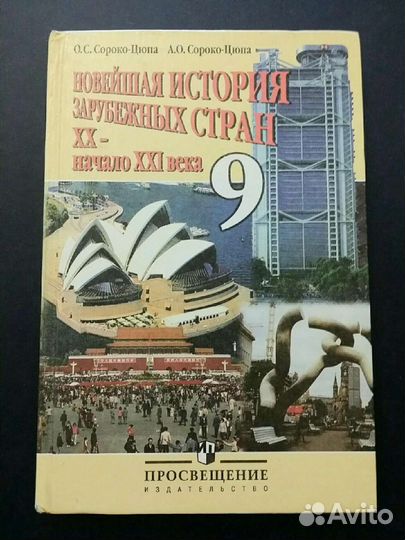 О.С. Сороко-Цюпа А.О. Сороко-Цюпа
НОВЕЙШАЯ ИСТОРИЯ
ЗАРУБЕЖНЫХ СТРАН
XX –
начало XXI века
9
ПРОСВЕЩЕНИЕ
ИЗДАТЕЛЬСТВО
Avito